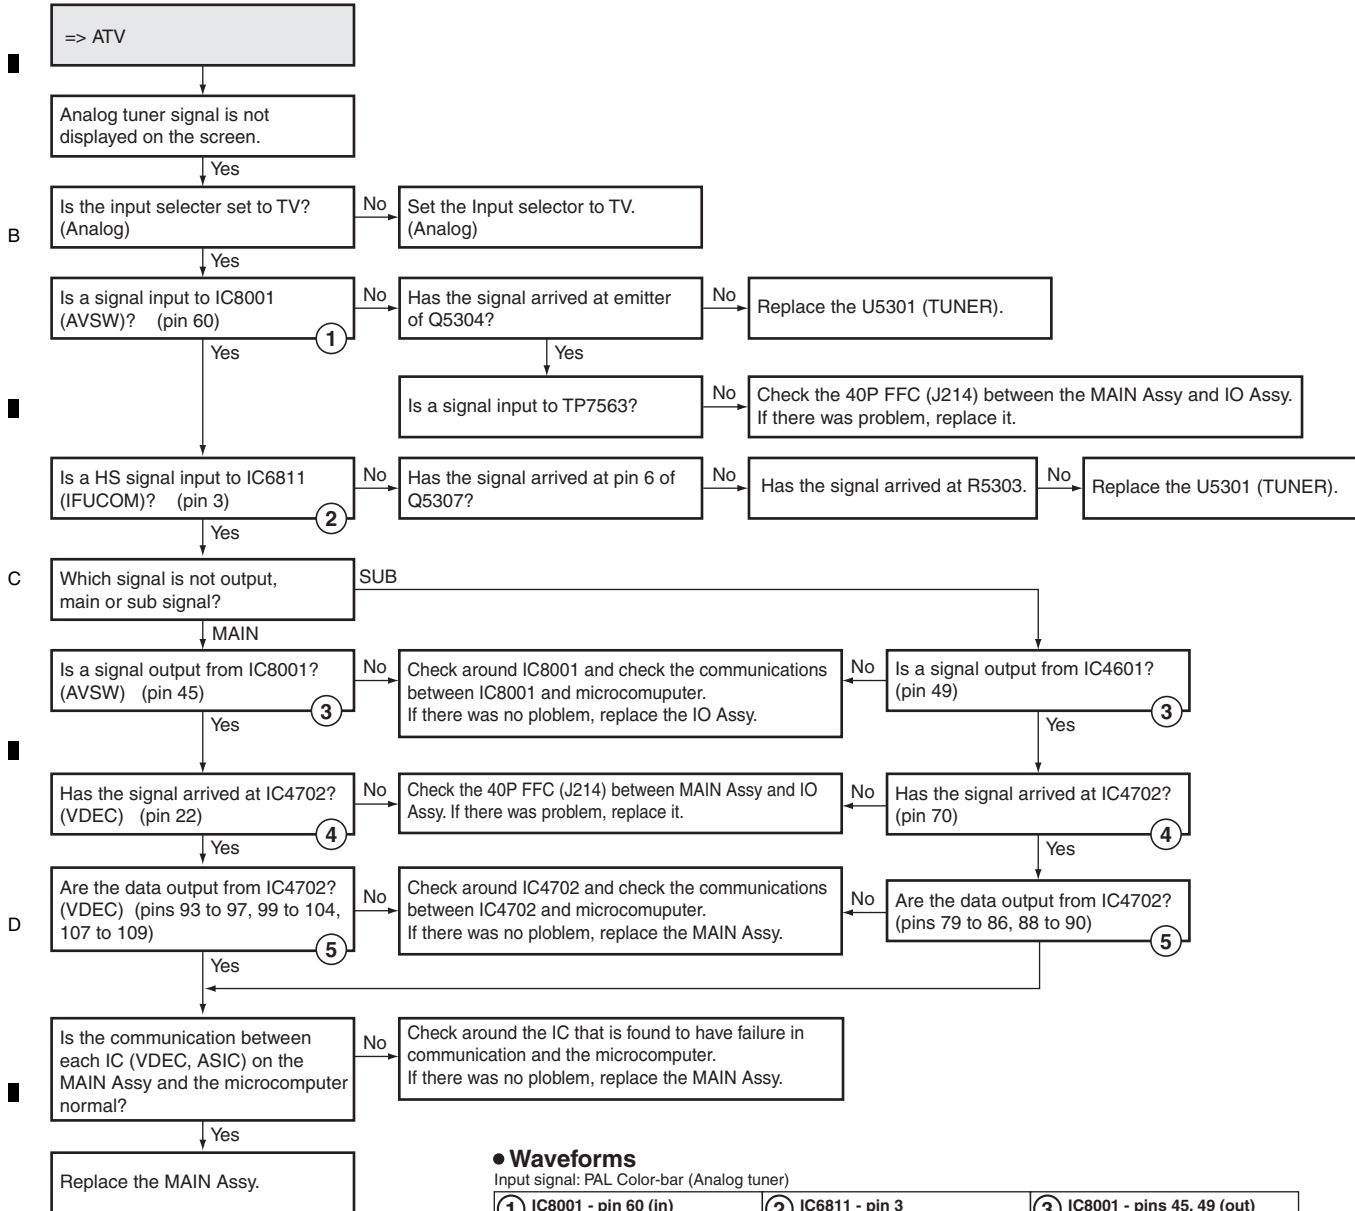 => ATV
Analog tuner signal is not
displayed on the screen.
Yes
B
Is the input selecter set to TV?
(Analog)
No
Set the Input selector to TV.
(Analog)
Yes
Is a signal input to IC8001
(AVSW)? (pin 60)
1
No
Has the signal arrived at emitter
of Q5304?
No
Replace the U5301 (TUNER).
Yes
Yes
Is a signal input to TP7563?
No
Check the 40P FFC (J214) between the MAIN Assy and IO Assy.
If there was problem, replace it.
Is a HS signal input to IC6811
(IFUCOM)? (pin 3)
2
No
Has the signal arrived at pin 6 of
Q5307?
No
Has the signal arrived at R5303.
No
Replace the U5301 (TUNER).
Yes
C
Which signal is not output,
main or sub signal?
SUB
MAIN
Is a signal output from IC8001?
(AVSW) (pin 45)
3
No
Check around IC8001 and check the communications
between IC8001 and microcomuputer.
If there was no ploblem, replace the IO Assy.
No
Is a signal output from IC4601?
(pin 49)
3
Yes
Yes
Has the signal arrived at IC4702?
(VDEC) (pin 22)
4
No
Check the 40P FFC (J214) between MAIN Assy and IO
Assy. If there was problem, replace it.
No
Has the signal arrived at IC4702?
(pin 70)
4
Yes
Yes
D
Are the data output from IC4702?
(VDEC) (pins 93 to 97, 99 to 104,
107 to 109)
5
No
Check around IC4702 and check the communications
between IC4702 and microcomuputer.
If there was no ploblem, replace the MAIN Assy.
No
Are the data output from IC4702?
(pins 79 to 86, 88 to 90)
5
Yes
Is the communication between
each IC (VDEC, ASIC) on the
MAIN Assy and the microcomputer
normal?
No
Check around the IC that is found to have failure in
communication and the microcomputer.
If there was no ploblem, replace the MAIN Assy.
Yes
Replace the MAIN Assy.
● Waveforms
Input signal: PAL Color-bar (Analog tuner)
1 IC8001 - pin 60 (in)
2 IC6811 - pin 3
3 IC8001 - pins 45, 49 (out)